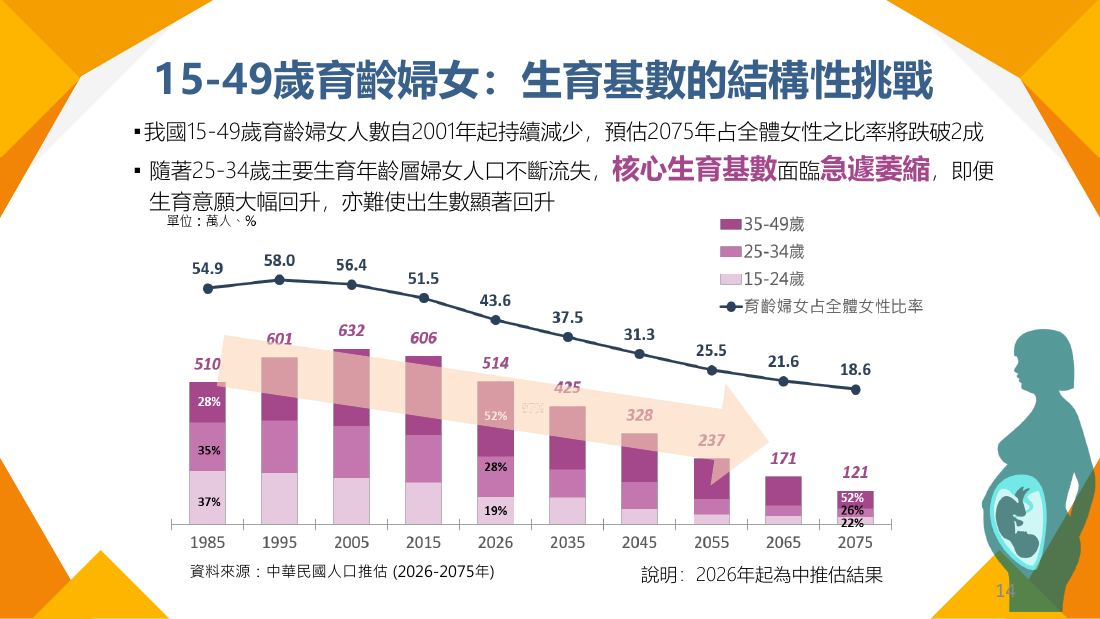 15-49歲育齡婦女：生育基數的結構性挑戰
▪我國15-49歲育齡婦女人數自2001年起持續減少，預估2075年占全體女性之比率將跌破2成
▪ 隨著25-34歲主要生育年齡層婦女人口不斷流失，核心生育基數面臨急遽萎縮，即便
生育意願大幅回升，亦難使出生數顯著回升
單位：萬人、%
35-49歲
25-34歲
15-24歲
育齡婦女占全體女性比率
54.9 58.0 56.4 51.5 43.6 37.5 31.3 25.5 21.6 18.6
510 601 632 606 514 425 328 237 171 121
28% 52% 52%
35% 28% 26%
37% 19% 22%
1985 1995 2005 2015 2026 2035 2045 2055 2065 2075
資料來源：中華民國人口推估 (2026-2075年)
說明：2026年起為中推估結果
14